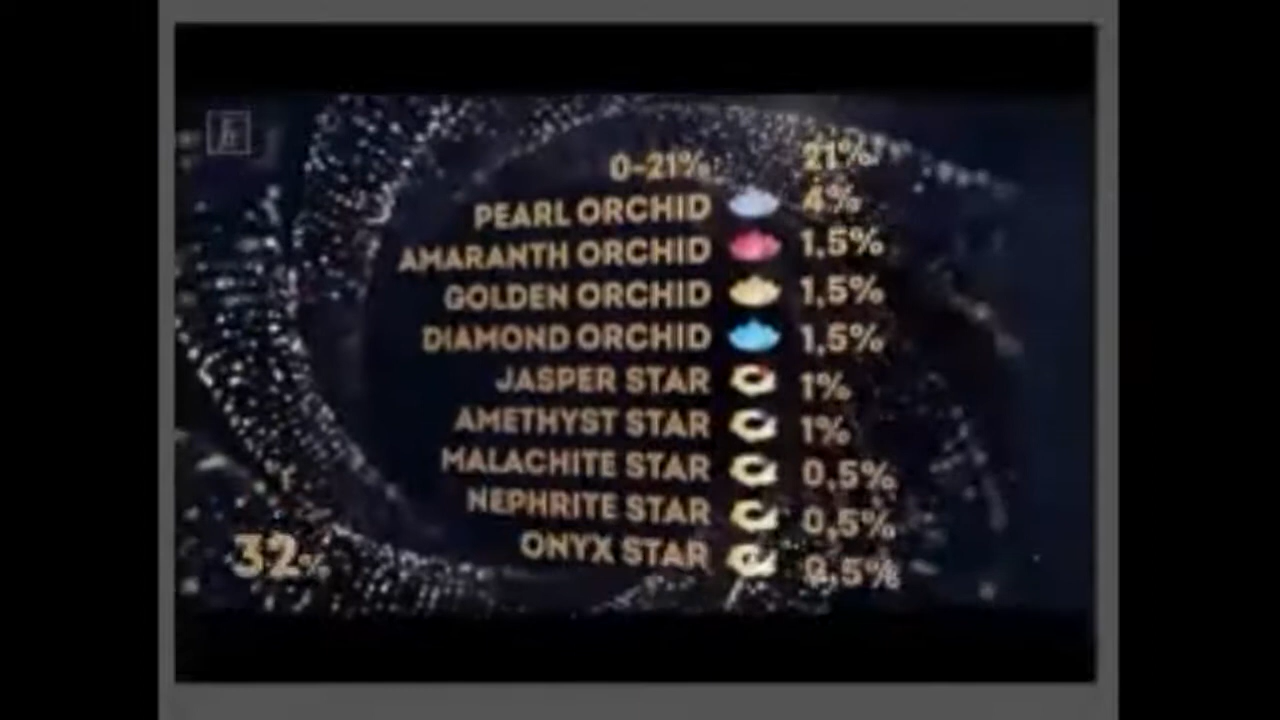 0-21% 21%
PEARL ORCHID 4%
AMARANTH ORCHID 1.5%
GOLDEN ORCHID 1,5%
DIAMOND ORCHID 1,5%
JASPER STAR 1%
AMETHYST STAR 1%
MALACHITE STAR 0,5%
NEPHRITE STAR 0,5%
ONYX STAR 0,5%
32%